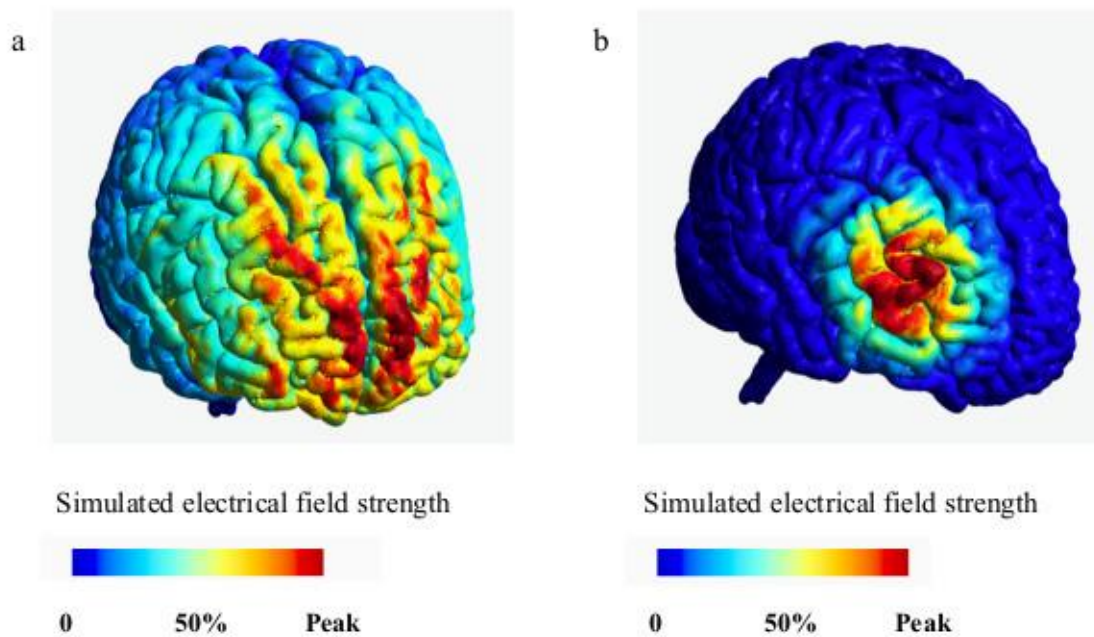 a
b
Simulated electrical field strength
0 50% Peak
Simulated electrical field strength
0 50% Peak